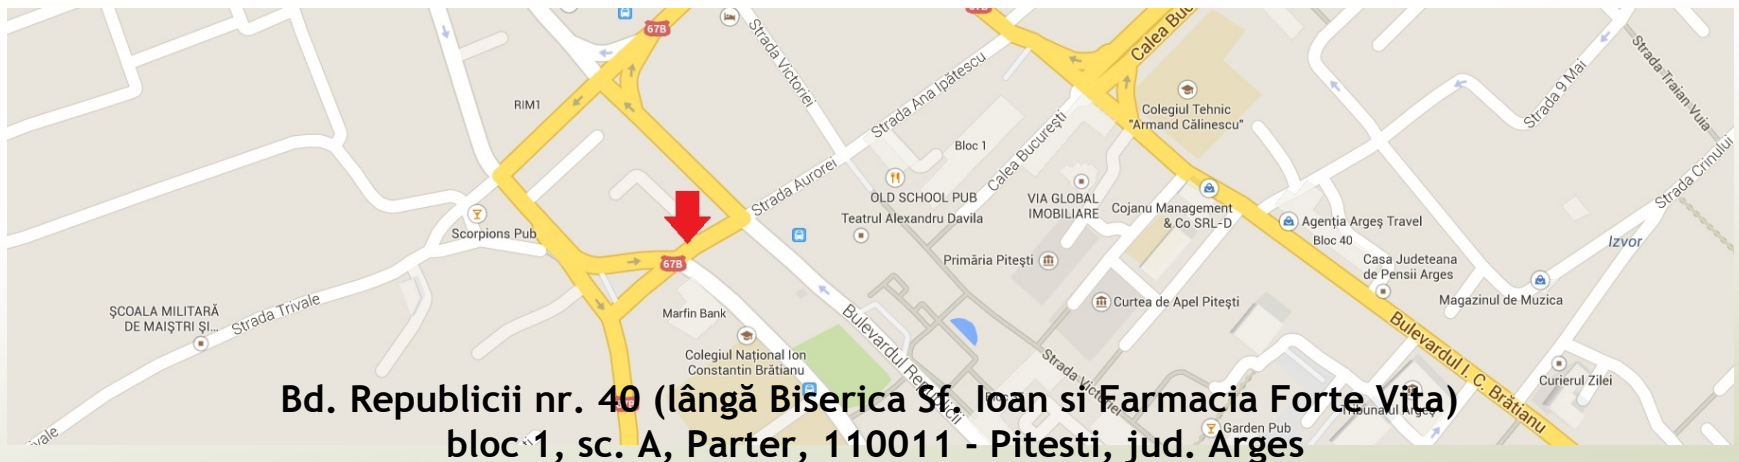 67B
67B
Calea Buc
Strada Victoriei
Strada Ana Ipătescu
Strada 9 Mai
Strada Traian Vuia
RIM1
Colegiul Tehnic
"Armand Călinescu"
Bloc 1
Calea București
Strada Crinului
Strada Aurorei
OLD SCHOOL PUB
VIA GLOBAL
IMOBILIARE
Cojanu Management
& Co SRL-D
Teatrul Alexandru Davila
Agenția Argeș Travel
Bloc 40
Scorpions Pub
Izvor
67B
Primăria Pitești
Casa Judeteana
de Pensii Arges
Curtea de Apel Pitești
Magazinul de Muzica
ȘCOALA MILITARĂ
DE MAIȘTRI ȘI...
Strada Trivale
Marfin Bank
Bulevardul Republicii
Bulevardul I. C. Brătianu
Colegiul Național Ion
Constantin Brătianu
Strada Victoriei
Curierul Zilei
Bd. Republicii nr. 40 (lângă Biserica Sf. Ioan si Farmacia Forte Vita)
Tribunalul Argeș
Garden Pub
ivale
bloc 1, sc. A, Parter, 110011 - Pitesti, jud. Arges